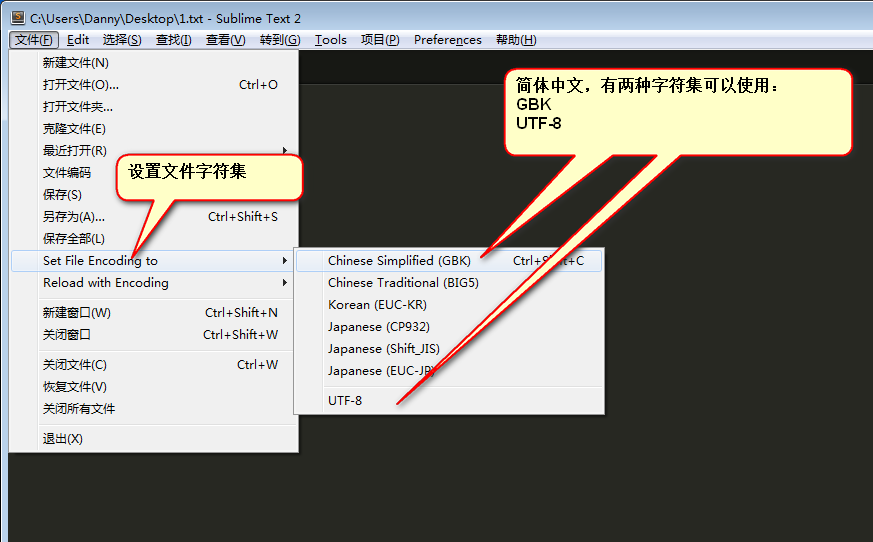 C:\Users\Danny\Desktop\1.txt - Sublime Text 2
文件(F) Edit 选择(S) 查找(I) 查看(V) 转到(G) Tools 项目(P) Preferences 帮助(H)
新建文件(N)
打开文件(O)... Ctrl+O
打开文件夹...
克隆文件(E)
最近打开(R)
文件编码
保存(S)
另存为(A)... Ctrl+Shift+S
保存全部(L)
Set File Encoding to
Reload with Encoding
新建窗口(W) Ctrl+Shift+N
关闭窗口 Ctrl+Shift+W
关闭文件(C) Ctrl+W
恢复文件(V)
关闭所有文件
退出(X)
设置文件字符集
简体中文，有两种字符集可以使用：
GBK
UTF-8
Chinese Simplified (GBK) Ctrl+Shift+C
Chinese Traditional (BIG5)
Korean (EUC-KR)
Japanese (CP932)
Japanese (Shift_JIS)
Japanese (EUC-JP)
UTF-8